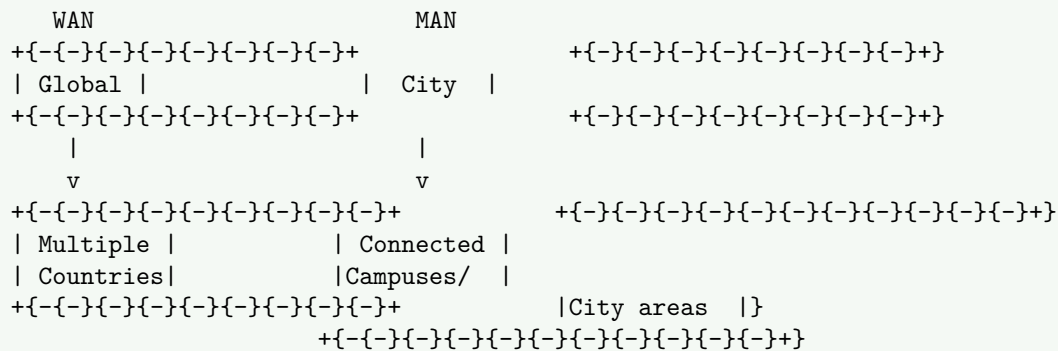 WAN                       MAN
+{-{-}{-}{-}{-}{-}{-}{-}+                 +{-}{-}{-}{-}{-}{-}{-}{-}+}
| Global |                  |  City  |
+{-{-}{-}{-}{-}{-}{-}{-}+                 +{-}{-}{-}{-}{-}{-}{-}{-}+}
    |                            |
    v                            v
+{-{-}{-}{-}{-}{-}{-}{-}{-}+             +{-}{-}{-}{-}{-}{-}{-}{-}{-}{-}{-}+}
| Multiple |             | Connected |
| Countries|             |Campuses/  |
+{-{-}{-}{-}{-}{-}{-}{-}{-}+             |City areas  |}
                        +{-{-}{-}{-}{-}{-}{-}{-}{-}{-}{-}+}